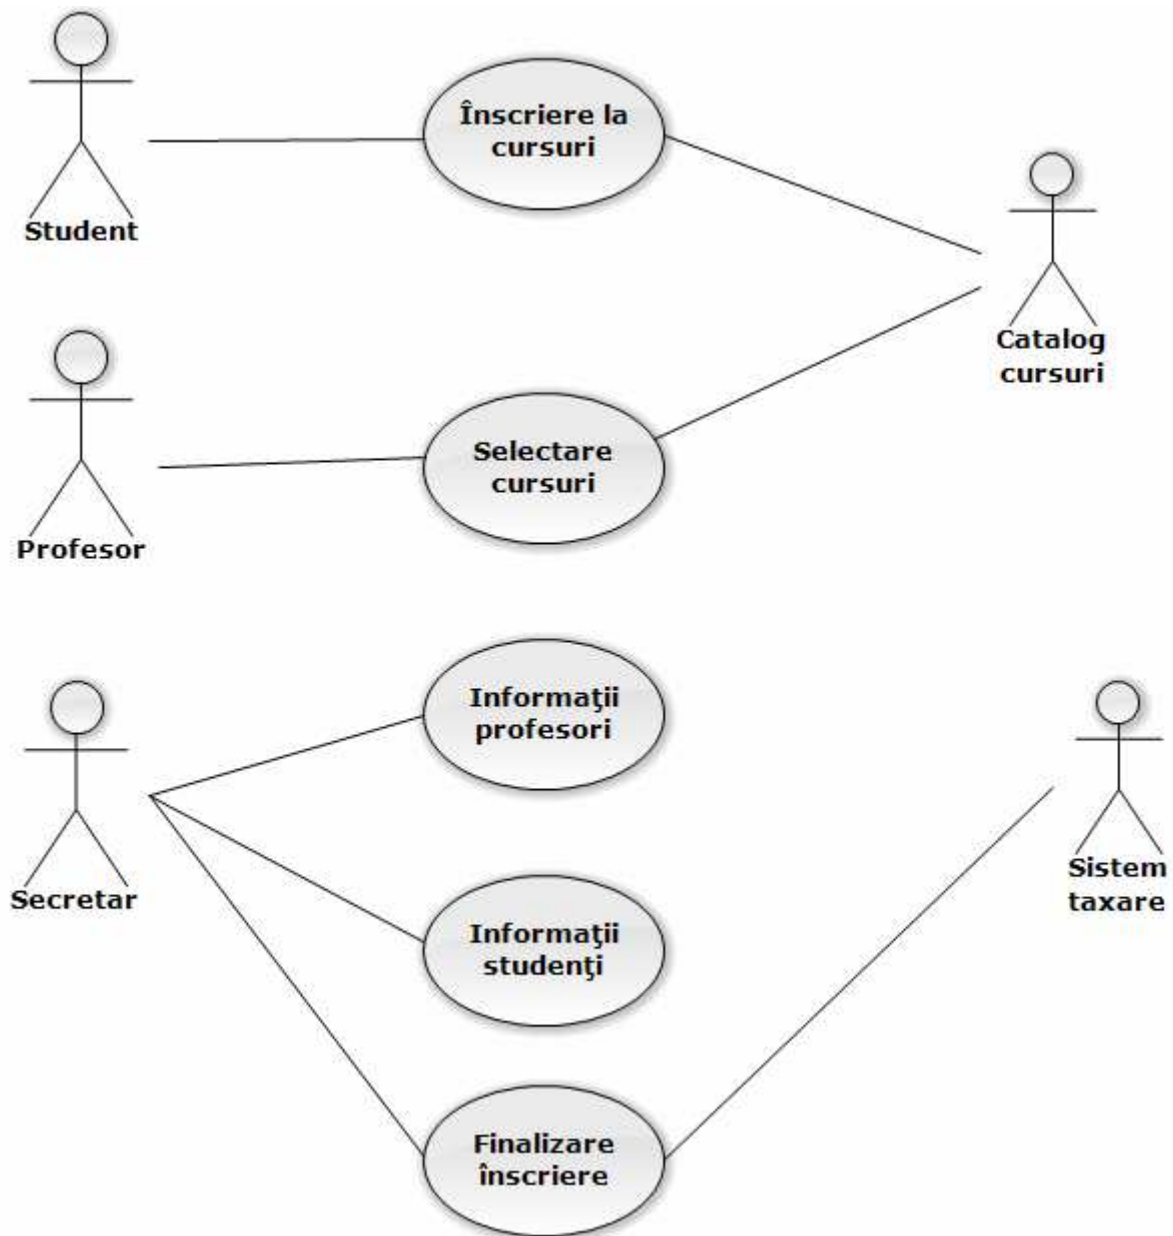 Înscriere la
cursuri
Student
Catalog
cursuri
Selectare
cursuri
Profesor
Informaţii
profesori
Secretar
Sistem
taxare
Informaţii
studenţi
Finalizare
înscriere